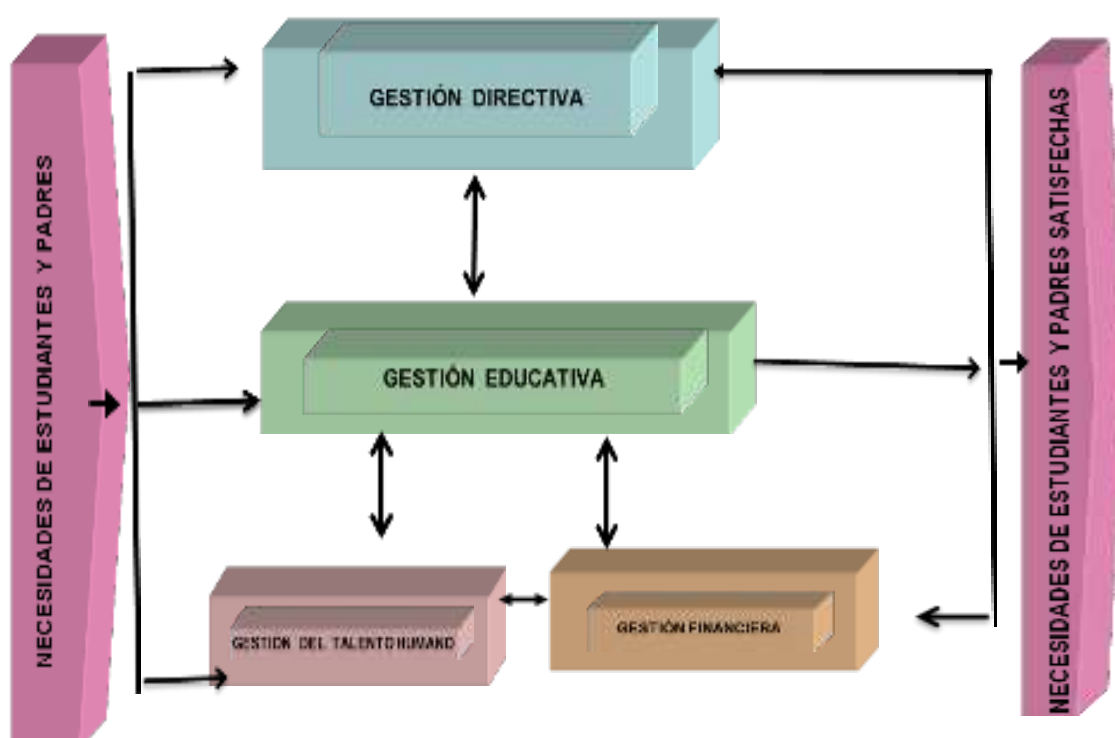 NECESIDADES DE ESTUDIANTES Y PADRES
GESTIÓN DIRECTIVA
GESTIÓN EDUCATIVA
GESTION DEL TALENTO HUMANO
GESTIÓN FINANCIERA
NECESIDADES DE ESTUDIANTES Y PADRES SATISFECHAS